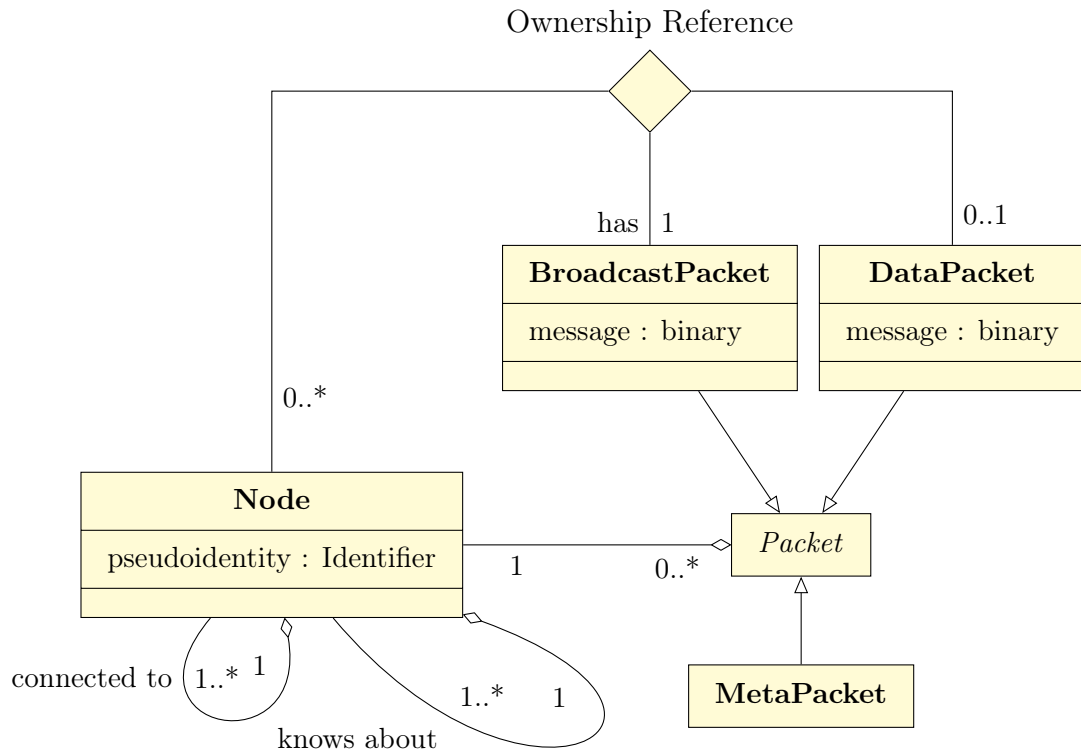 Ownership Reference
has
1
0..1
BroadcastPacket
message : binary
DataPacket
message : binary
0..*
Node
pseudoidentity : Identifier
1
0..*
Packet
connected to
1..*
1
knows about
1..*
1
MetaPacket